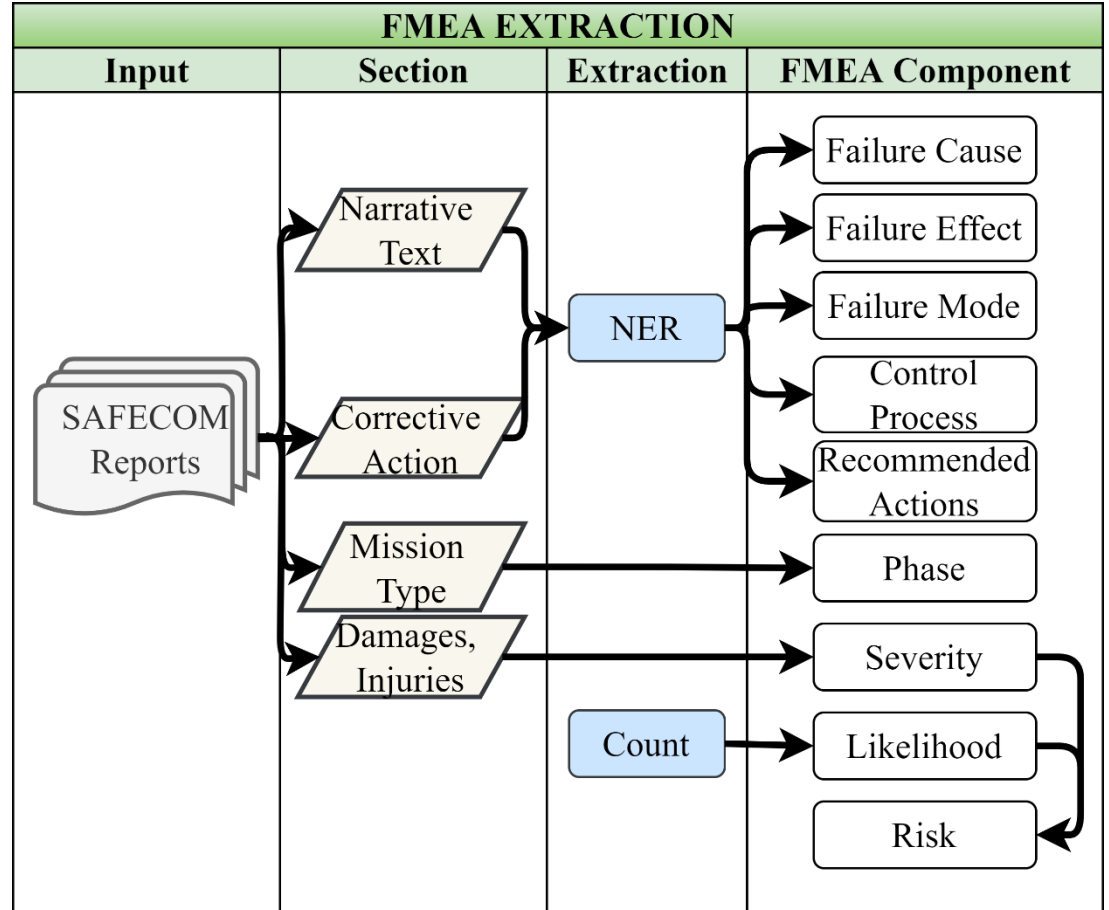 FMEA EXTRACTION
Input
Section
Extraction
FMEA Component
SAFECOM
Reports
Narrative
Text
Corrective
Action
Mission
Type
Damages,
Injuries
NER
Count
Failure Cause
Failure Effect
Failure Mode
Control
Process
Recommended
Actions
Phase
Severity
Likelihood
Risk